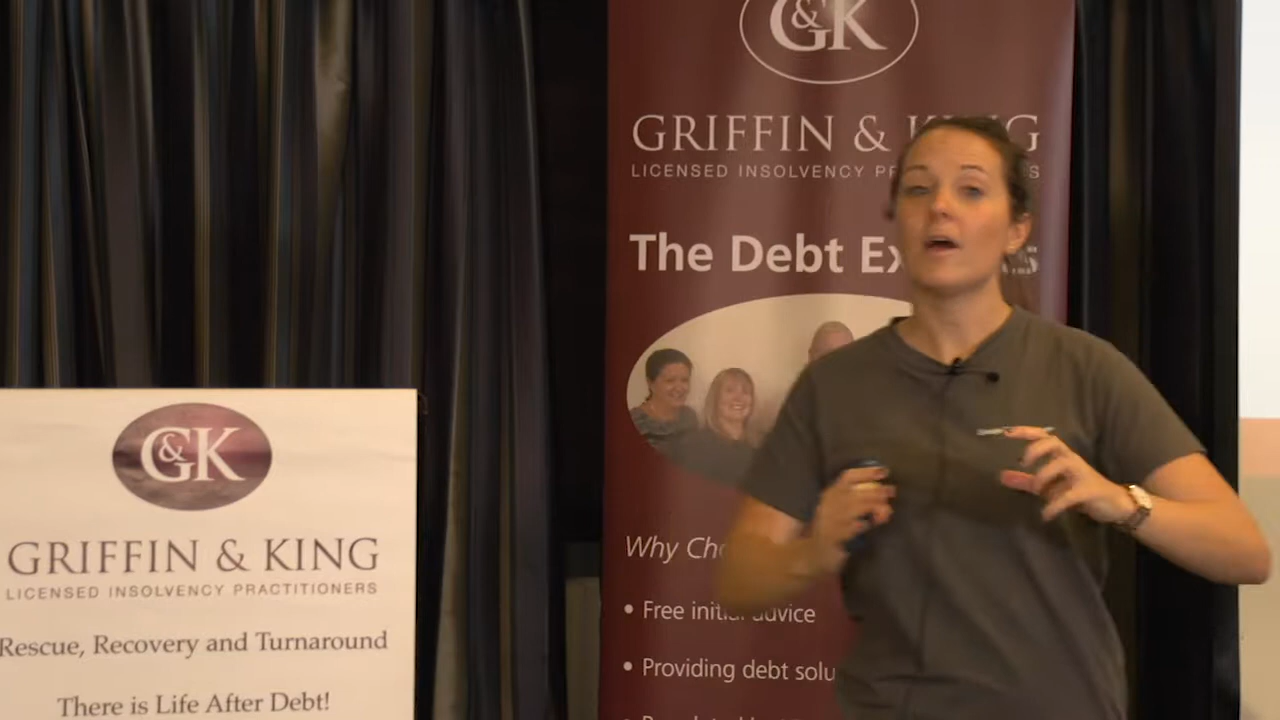 G&K
GRIFFIN & KING
LICENSED INSOLVENCY PRACTITIONERS
Rescue, Recovery and Turnaround
There is Life After Debt!
G&K
GRIFFIN & K G
LICENSED INSOLVENCY PR S
The Debt Ex s
Why Cho
• Free initial advice
• Providing debt solu